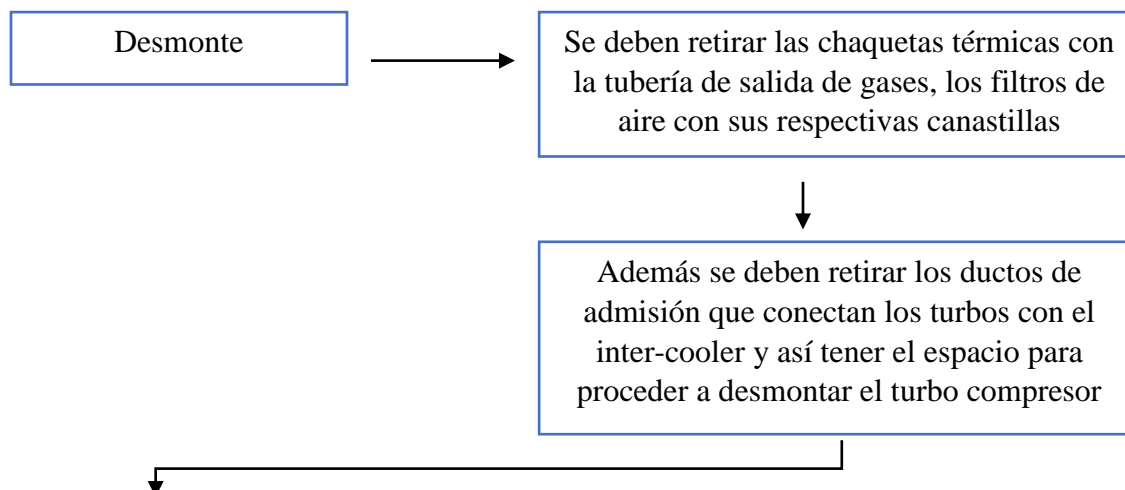 Desmonte
Se deben retirar las chaquetas térmicas con
la tubería de salida de gases, los filtros de
aire con sus respectivas canastillas
Además se deben retirar los ductos de
admisión que conectan los turbos con el
inter-cooler y así tener el espacio para
proceder a desmontar el turbo compresor